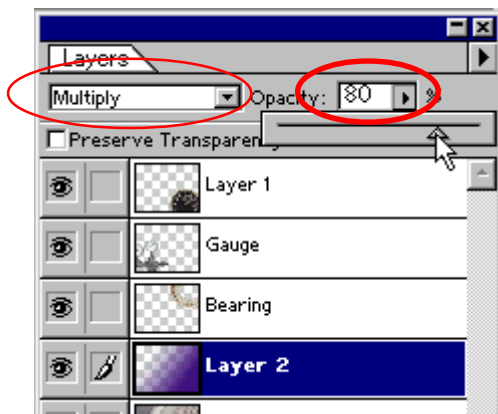 Layers
Multiply Opacity: 80 %
Preserve Transparency
Layer 1
Gauge
Bearing
Layer 2